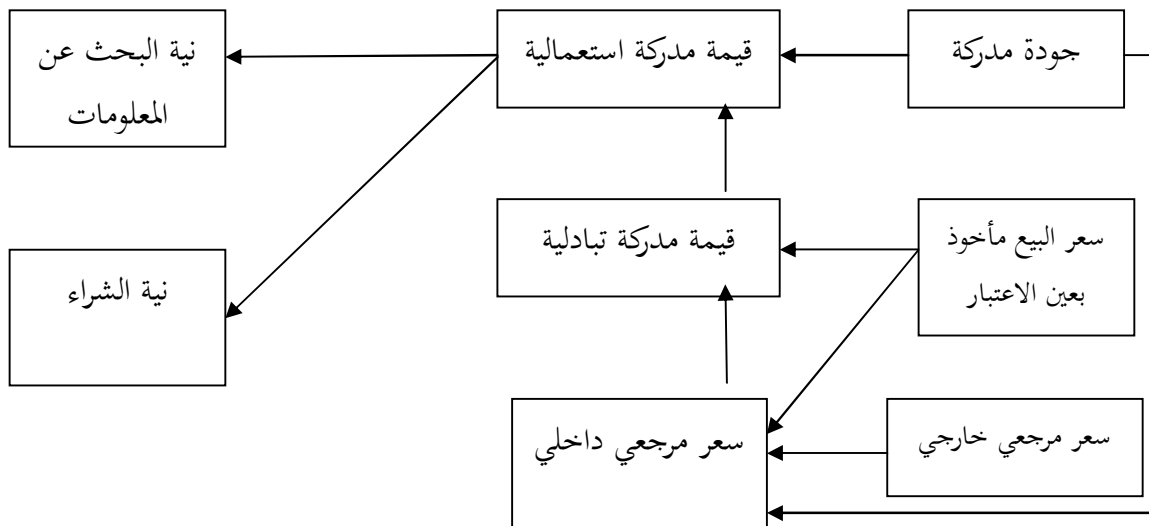 جودة مدركة
قيمة مدركة استعمالية
نية البحث عن
المعلومات
سعر البيع مأخوذ
بعين الاعتبار
قيمة مدركة تبادلية
نية الشراء
سعر مرجعي خارجي
سعر مرجعي داخلي